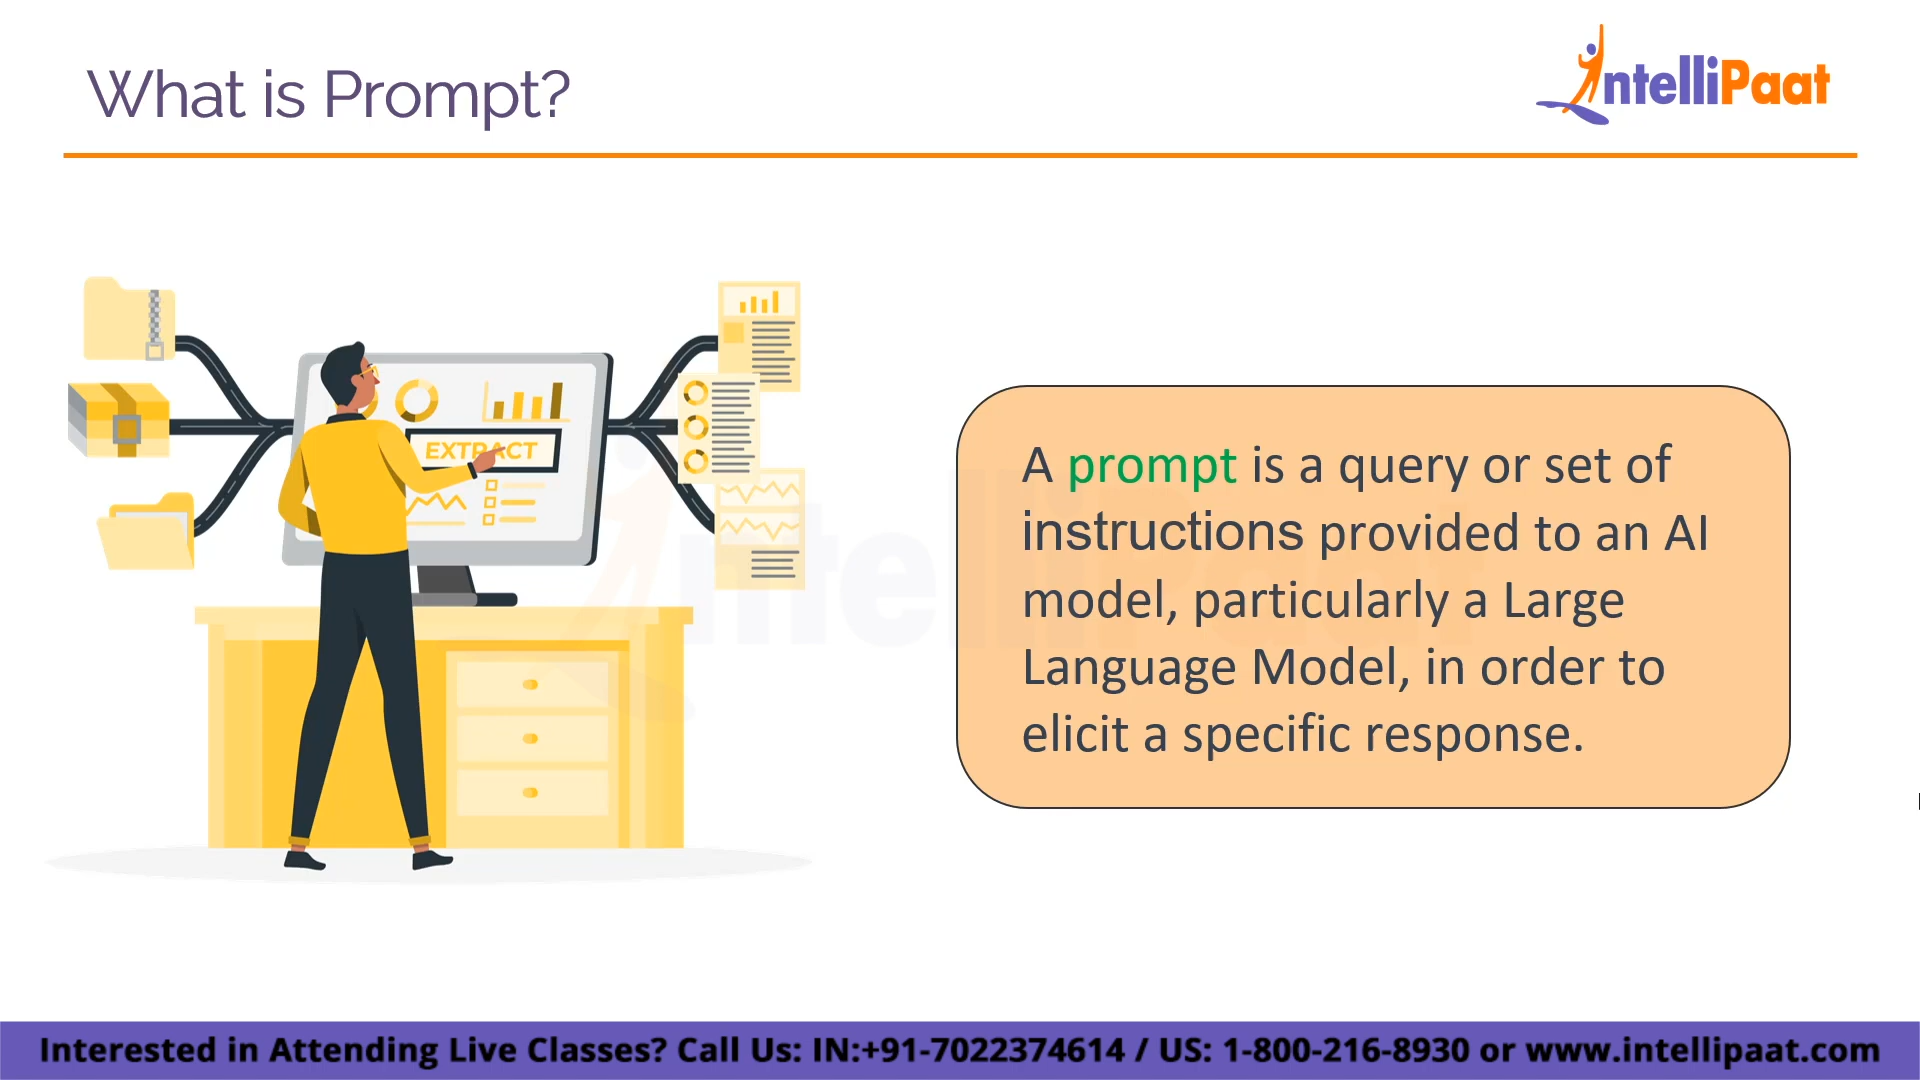 What is Prompt?
IntelliPaat
EXTRACT
A prompt is a query or set of
instructions provided to an AI
model, particularly a Large
Language Model, in order to
elicit a specific response.
Interested in Attending Live Classes? Call Us: IN:+91-7022374614 / US: 1-800-216-8930 or www.intellipaat.com